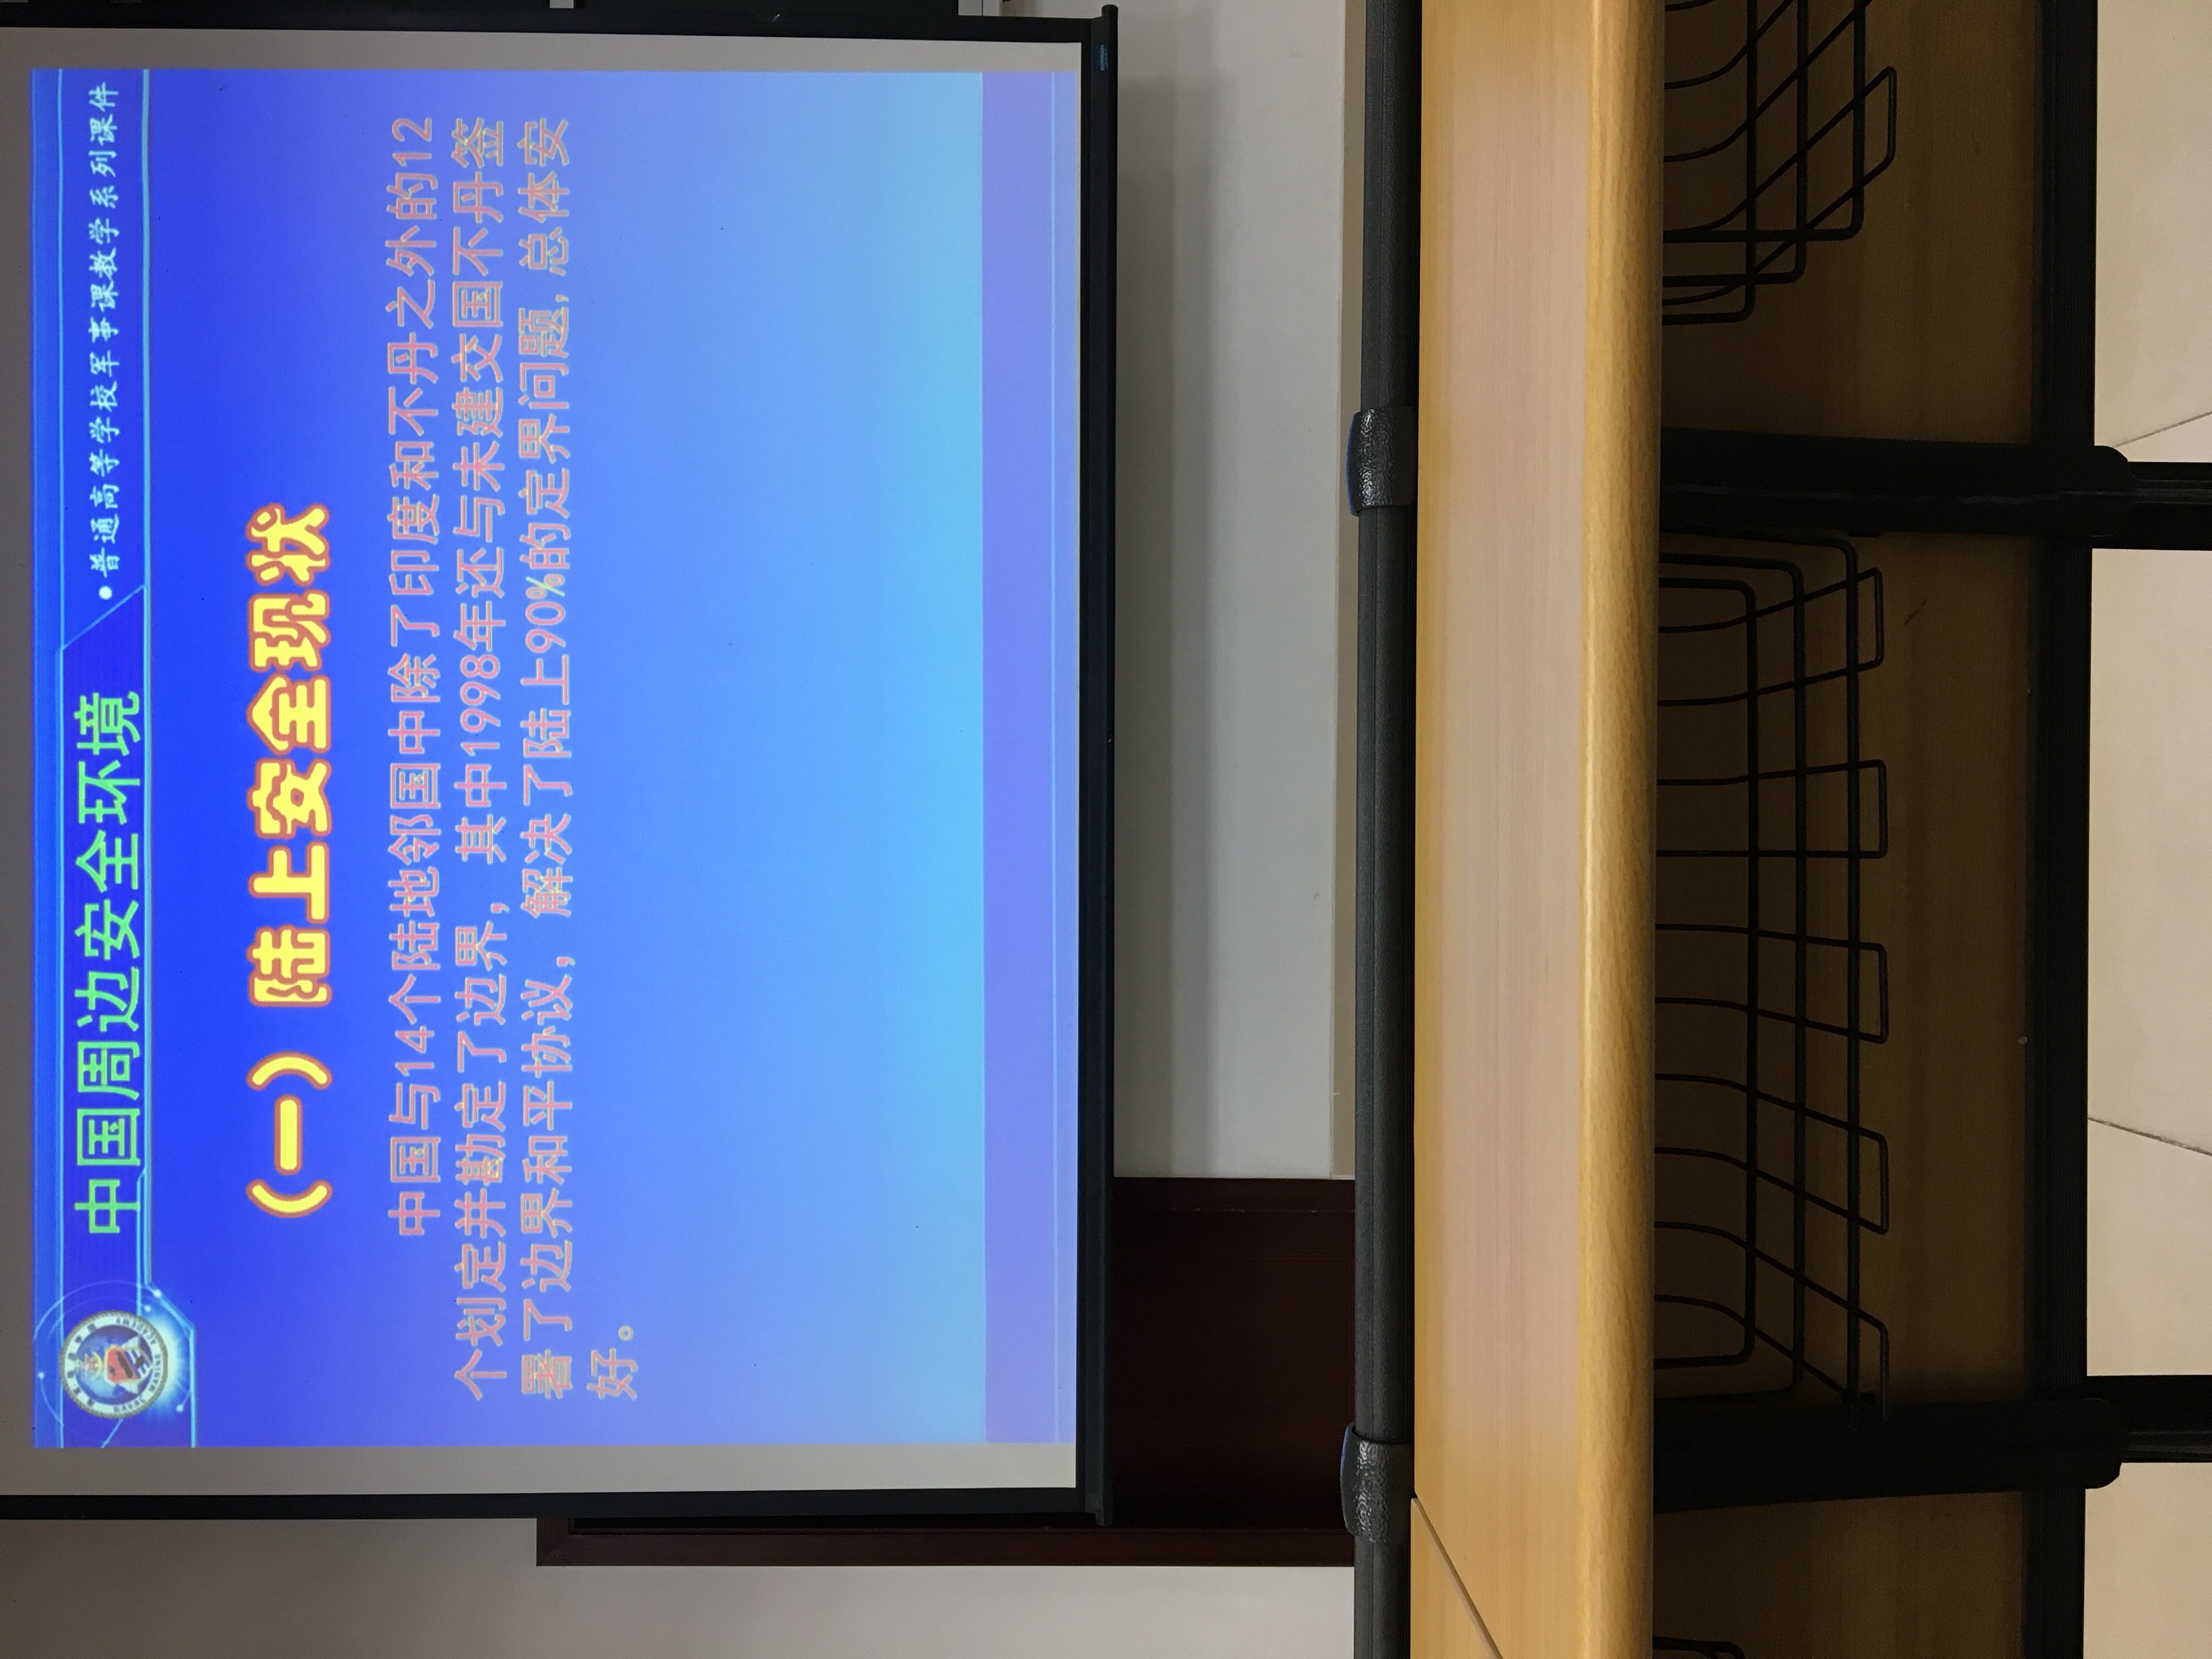 中国周边安全环境
●普通高等学校军事课教学系列课件
（一）陆上安全现状
中国与14个陆地邻国中除了印度和不丹之外的12
个划定并勘定了边界，其中1998年还与未建交国不丹签
署了边界和平协议，解决了陆上90%的定界问题,总体安
好。
MARINE